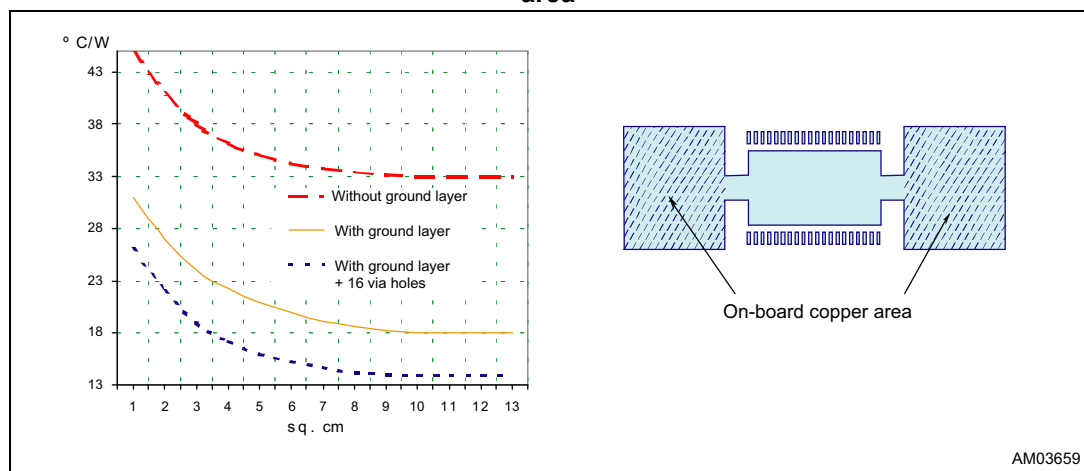 area
º C/W
43
38
33
28
23
18
13
1 2 3 4 5 6 7 8 9 10 11 12 13
sq. cm
Without ground layer
With ground layer
With ground layer
+ 16 via holes
On-board copper area
AM03659